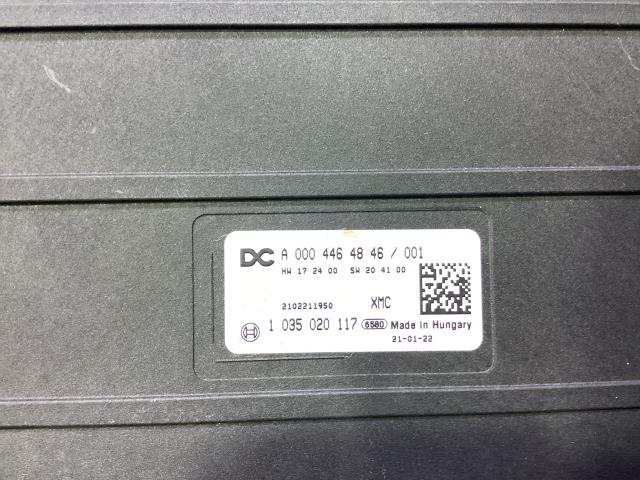 DC A 000 446 48 46 / 001
HW 17 24 00 SW 20 41 00
2102211950 XMC
1 035 020 117 6580 Made in Hungary
21-01-22